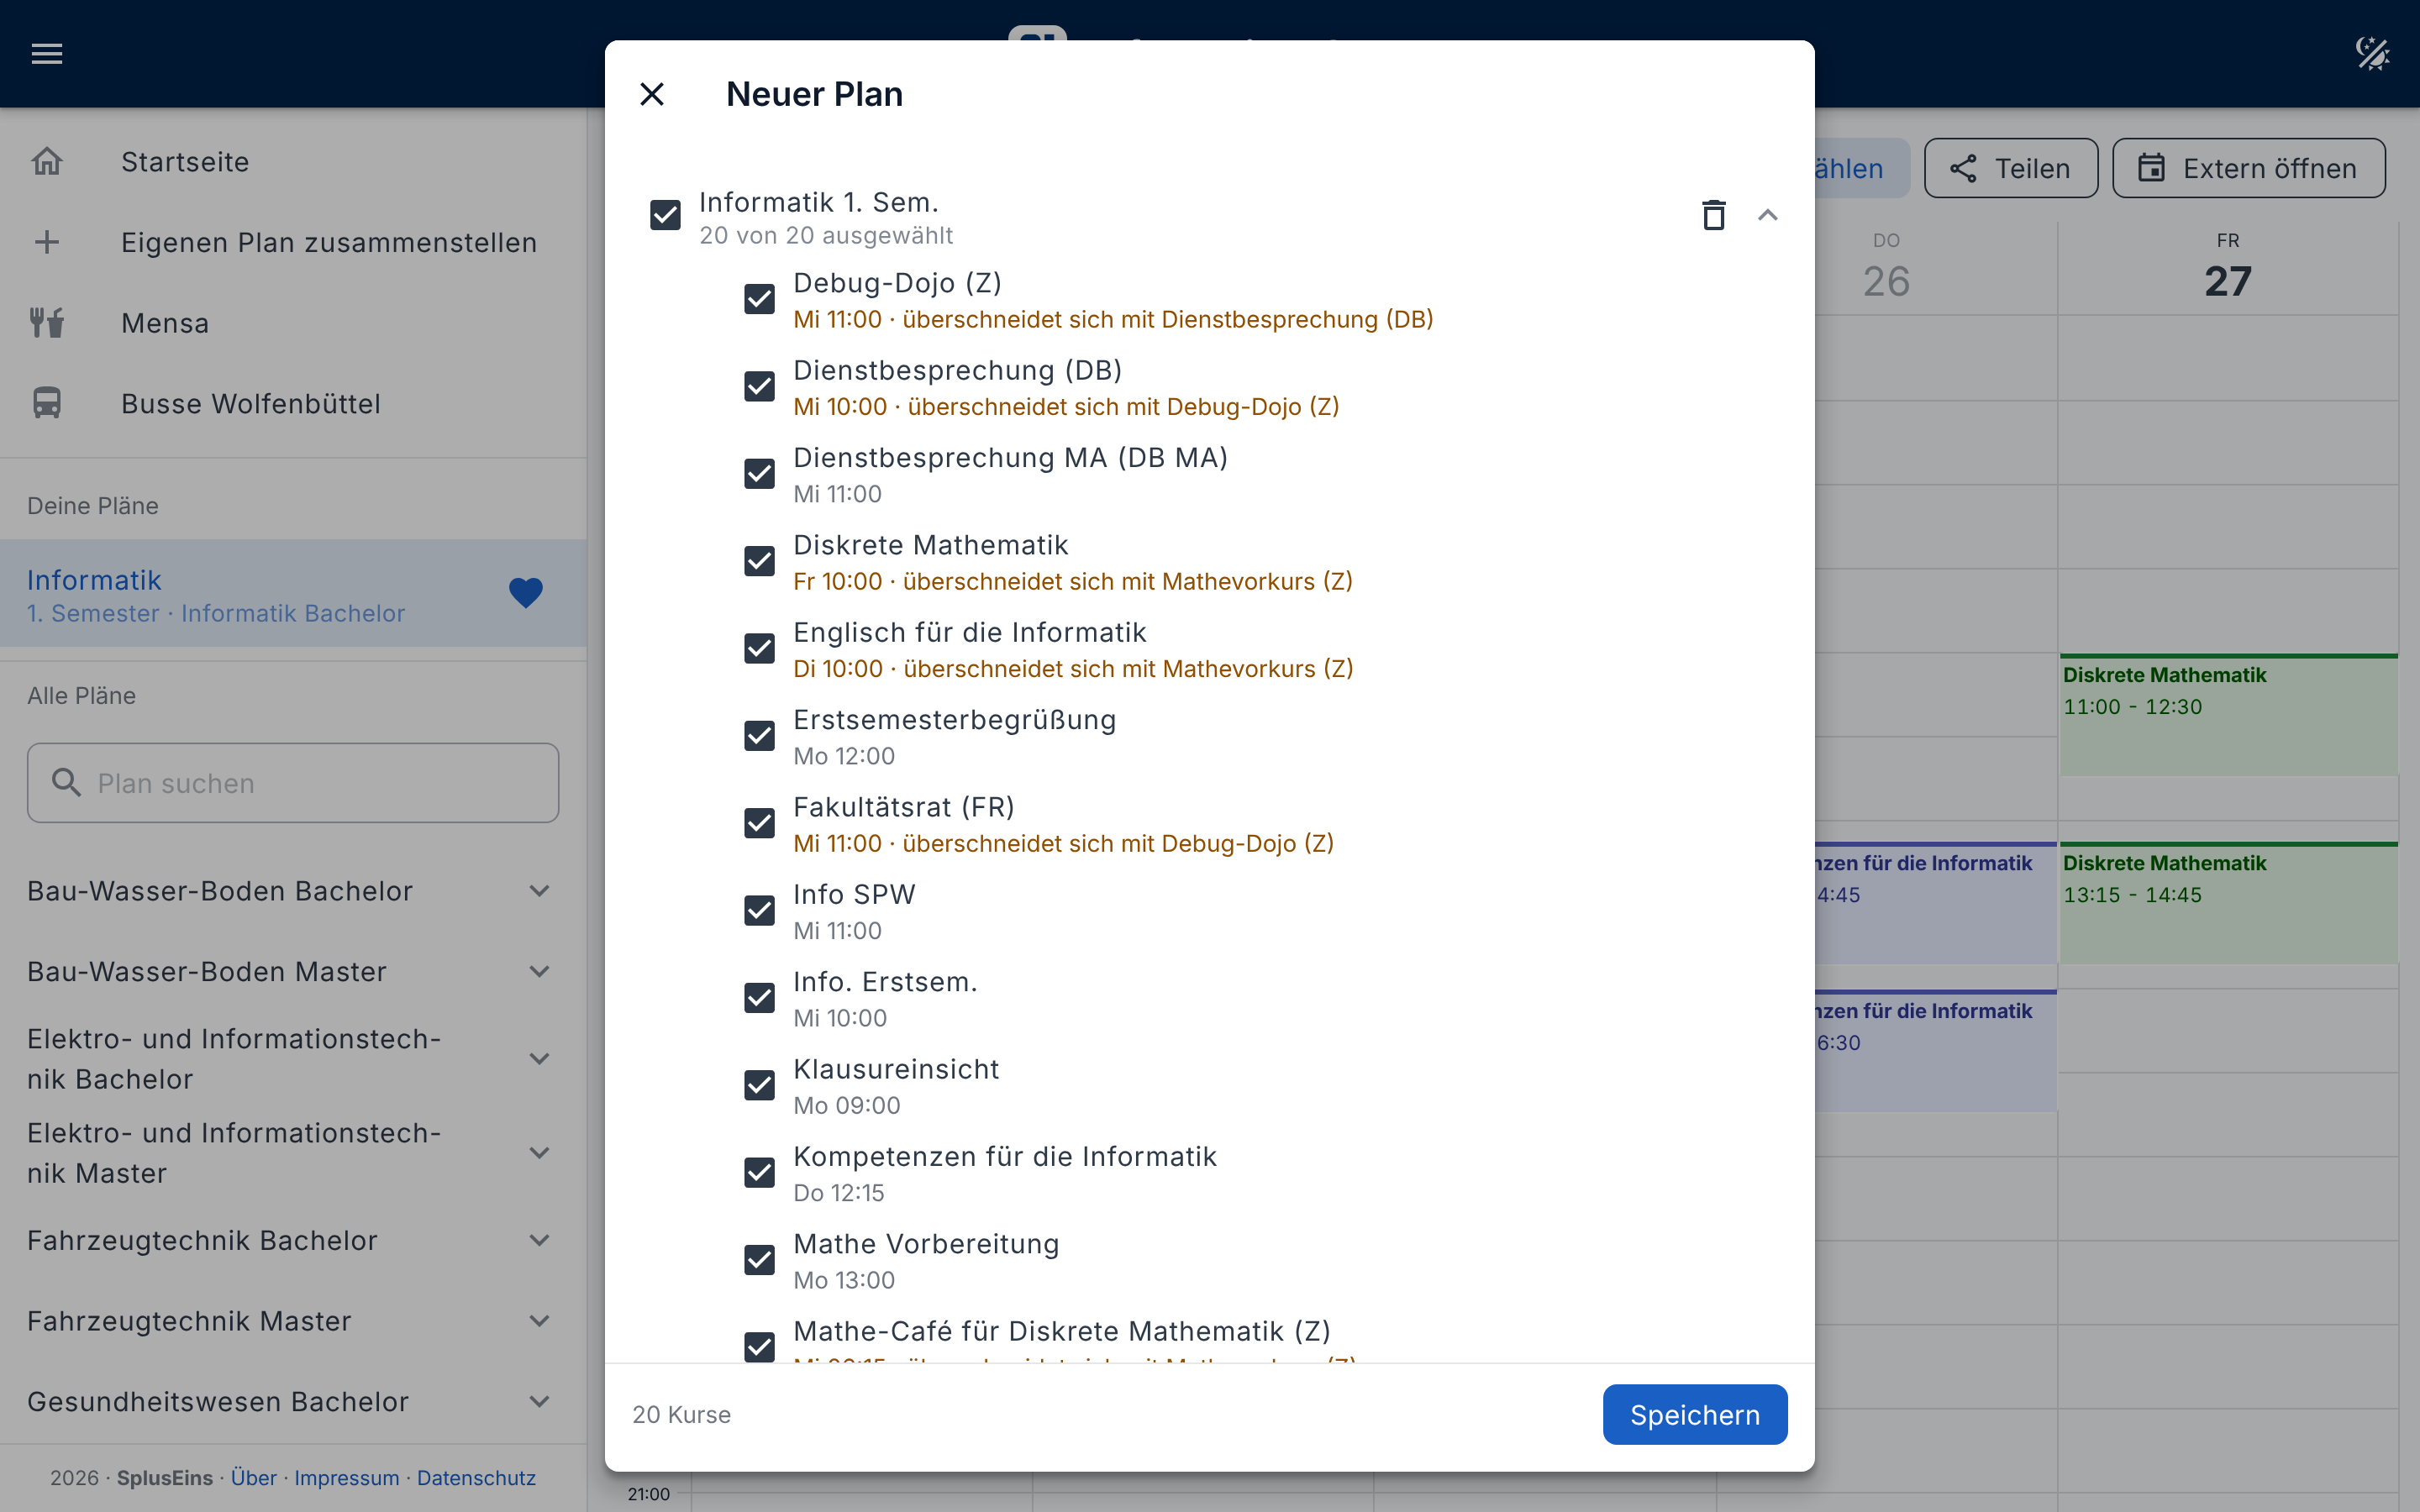 Neuer Plan
Startseite
Eigenen Plan zusammenstellen
Mensa
Busse Wolfenbüttel
Deine Pläne
Informatik
1. Semester · Informatik Bachelor
Alle Pläne
Plan suchen
Bau-Wasser-Boden Bachelor
Bau-Wasser-Boden Master
Elektro- und Informationstech-
nik Bachelor
Elektro- und Informationstech-
nik Master
Fahrzeugtechnik Bachelor
Fahrzeugtechnik Master
Gesundheitswesen Bachelor
2026 · SplusEins · Über · Impressum · Datenschutz
Informatik 1. Sem.
20 von 20 ausgewählt
Debug-Dojo (Z)
Mi 11:00 · überschneidet sich mit Dienstbesprechung (DB)
Dienstbesprechung (DB)
Mi 10:00 · überschneidet sich mit Debug-Dojo (Z)
Dienstbesprechung MA (DB MA)
Mi 11:00
Diskrete Mathematik
Fr 10:00 · überschneidet sich mit Mathevorkurs (Z)
Englisch für die Informatik
Di 10:00 · überschneidet sich mit Mathevorkurs (Z)
Erstsemesterbegrüßung
Mo 12:00
Fakultätsrat (FR)
Mi 11:00 · überschneidet sich mit Debug-Dojo (Z)
Info SPW
Mi 11:00
Info. Erstsem.
Mi 10:00
Klausureinsicht
Mo 09:00
Kompetenzen für die Informatik
Do 12:15
Mathe Vorbereitung
Mo 13:00
Mathe-Café für Diskrete Mathematik (Z)
20 Kurse
Speichern
ählen
Teilen
Extern öffnen
DO
26
FR
27
Diskrete Mathematik
11:00 - 12:30
nzen für die Informatik
4:45
Diskrete Mathematik
13:15 - 14:45
nzen für die Informatik
6:30
21:00